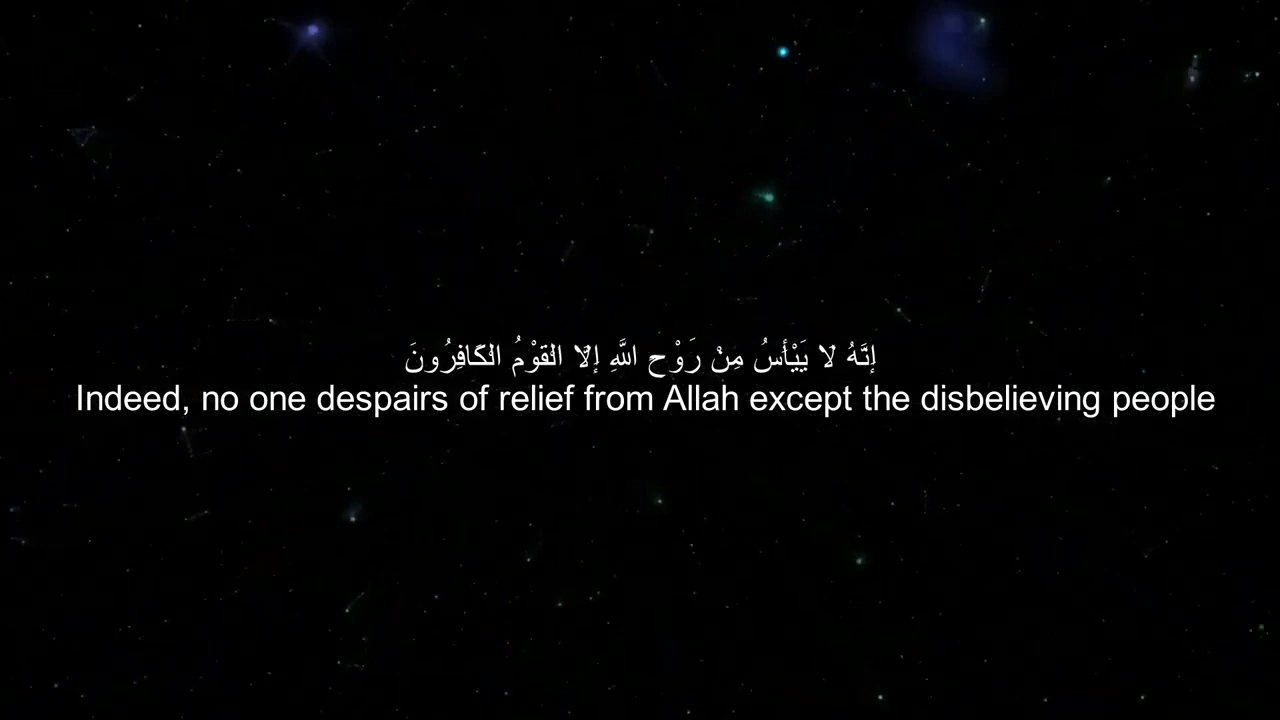 إِنَّهُ لَا يَيْأَسُ مِنْ رَوْحِ اللَّهِ إِلَّا الْقَوْمُ الْكَافِرُونَ
Indeed, no one despairs of relief from Allah except the disbelieving people